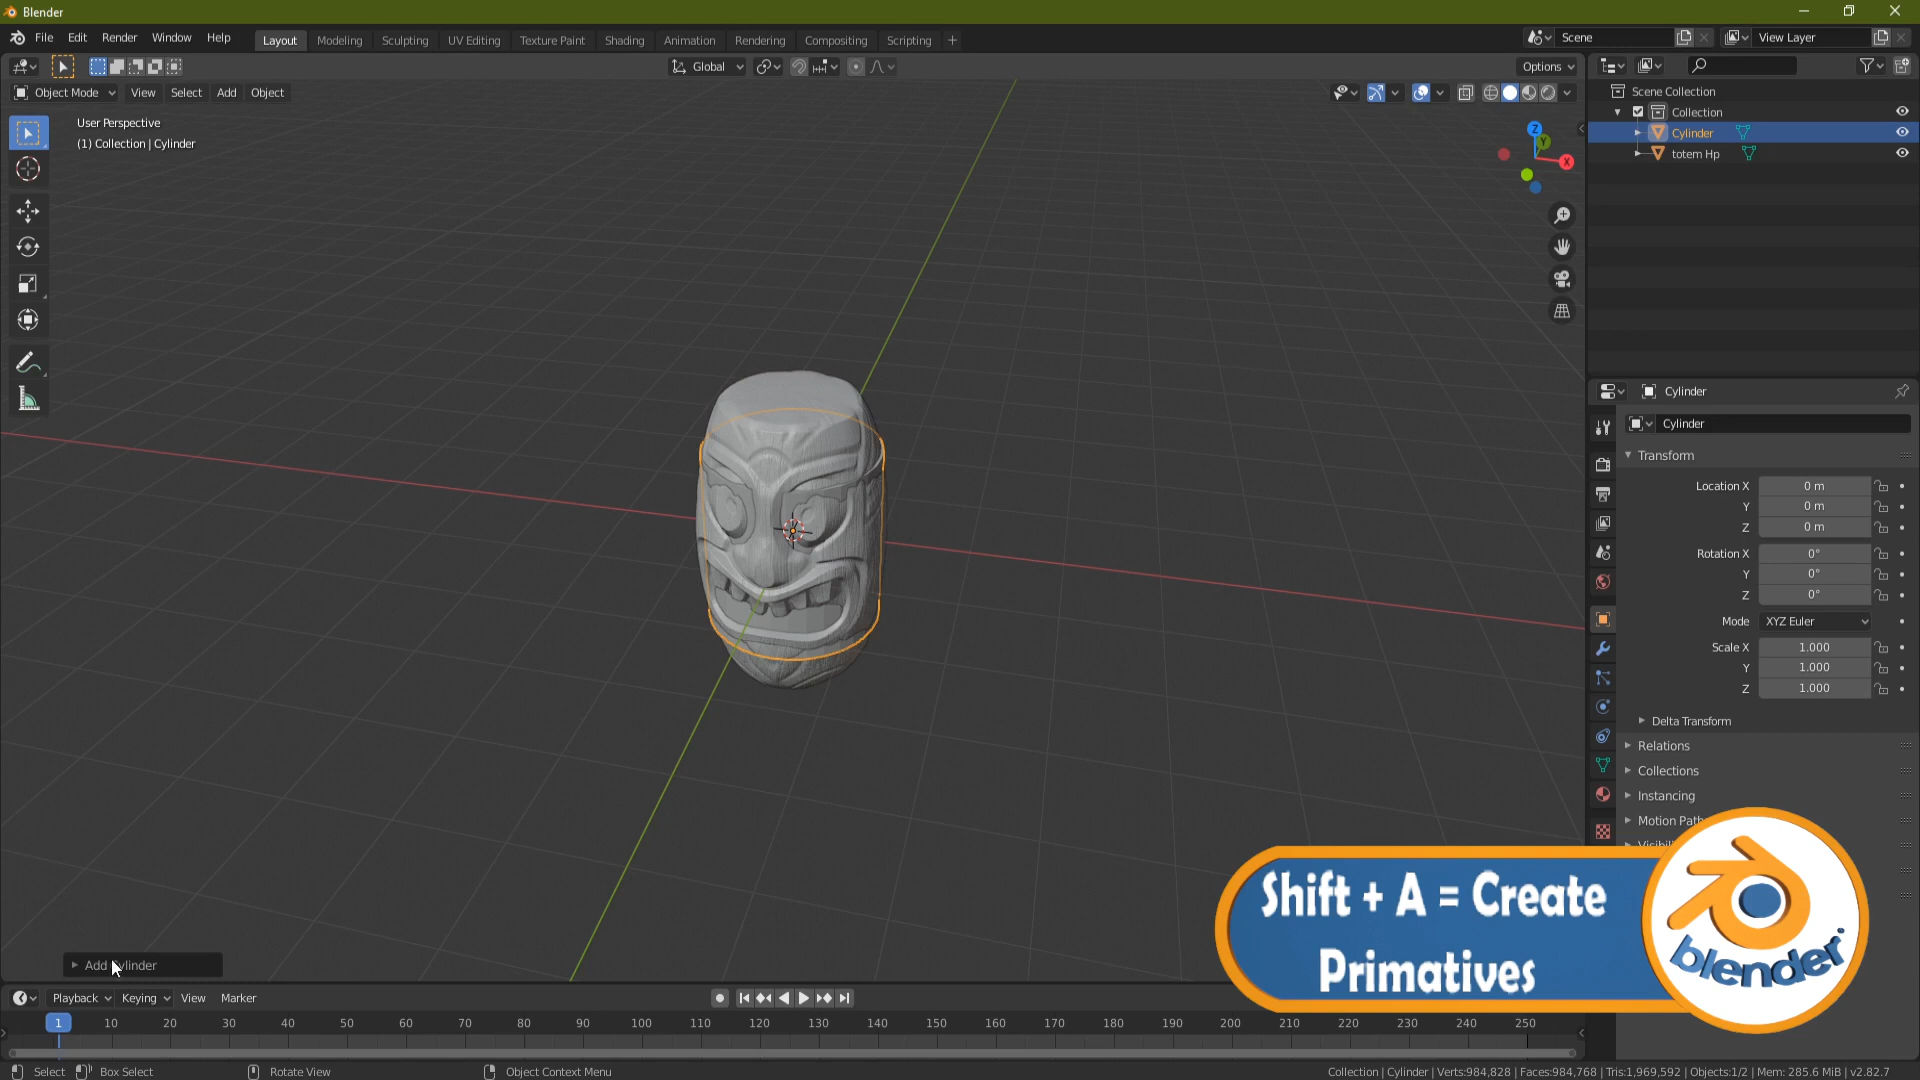 Blender
File Edit Render Window Help
Layout Modeling Sculpting UV Editing Texture Paint Shading Animation Rendering Compositing Scripting +
Scene
View Layer
Global
Options
Object Mode View Select Add Object
User Perspective
(1) Collection | Cylinder
Z
Y
X
Scene Collection
Collection
Cylinder
totem Hp
Cylinder
Cylinder
Transform
Location X 0 m
Y 0 m
Z 0 m
Rotation X 0°
Y 0°
Z 0°
Mode XYZ Euler
Scale X 1.000
Y 1.000
Z 1.000
Delta Transform
Relations
Collections
Instancing
Motion Path
Shift + A = Create
Primatives
blender
Add Cylinder
Playback Keying View Marker
1 10 20 30 40 50 60 70 80 90 100 110 120 130 140 150 160 170 180 190 200 210 220 230 240 250
Select Box Select Rotate View Object Context Menu
Collection | Cylinder | Verts:984,828 | Faces:984,768 | Tris:1,969,592 | Objects:1/2 | Mem: 285.6 MiB | v2.82.7